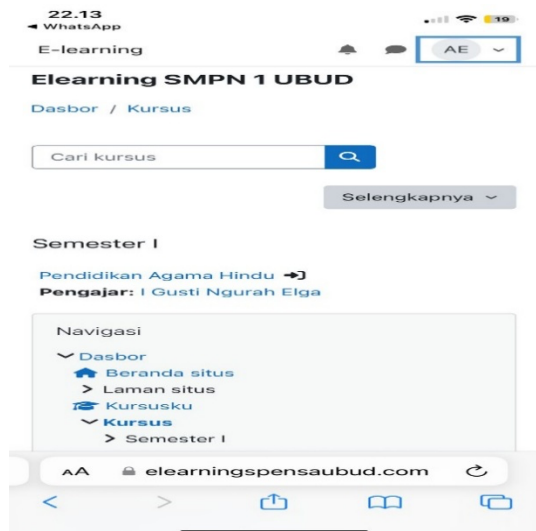 22.13
WhatsApp
19
E-learning
AE
Elearning SMPN 1 UBUD
Dasbor / Kursus
Cari kursus
Selengkapnya
Semester I
Pendidikan Agama Hindu
Pengajar: I Gusti Ngurah Elga
Navigasi
Dasbor
Beranda situs
Laman situs
Kursusku
Kursus
Semester I
AA elearningspensaubud.com